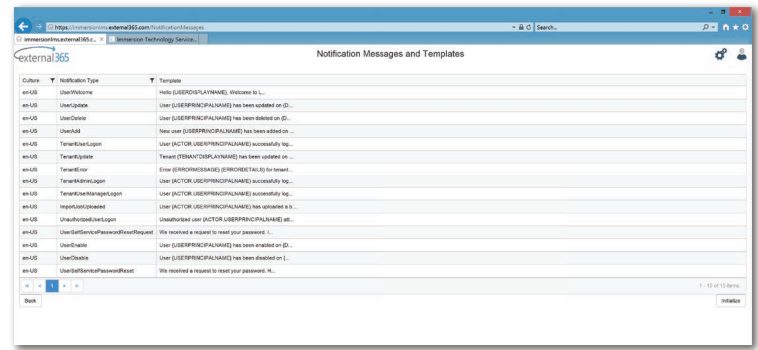 https://immersionlms.external365.com/NotificationMessages
Search...
immersionlms.external365.c...
Immersion Technology Service...
external365
Notification Messages and Templates
Culture Notification Type Template
en-US UserWelcome Hello {USERDISPLAYNAME}, Welcome to L...
en-US UserUpdate User {USERPRINCIPALNAME} has been updated on {D...
en-US UserDelete User {USERPRINCIPALNAME} has been deleted on {D...
en-US UserAdd New user {USERPRINCIPALNAME} has been added on ...
en-US TenantUserLogon User {ACTOR.USERPRINCIPALNAME} successfully log...
en-US TenantUpdate Tenant {TENANTDISPLAYNAME} has been updated on ...
en-US TenantError Error {ERRORMESSAGE} {ERRORDETAILS} for tenant...
en-US TenantAdminLogon User {ACTOR.USERPRINCIPALNAME} successfully log...
en-US TenantUserManagerLogon User {ACTOR.USERPRINCIPALNAME} successfully log...
en-US ImportJobUploaded User {ACTOR.USERPRINCIPALNAME} has uploaded a b...
en-US UnauthorizedUserLogon Unauthorized user {ACTOR.USERPRINCIPALNAME} att...
en-US UserSelfServicePasswordResetRequest We received a request to reset your password. I...
en-US UserEnable User {USERPRINCIPALNAME} has been enabled on {D...
en-US UserDisable User {USERPRINCIPALNAME} has been disabled on {...
en-US UserSelfServicePasswordReset We received a request to reset your password. H...
1
1 - 15 of 15 items
Back
Initialize